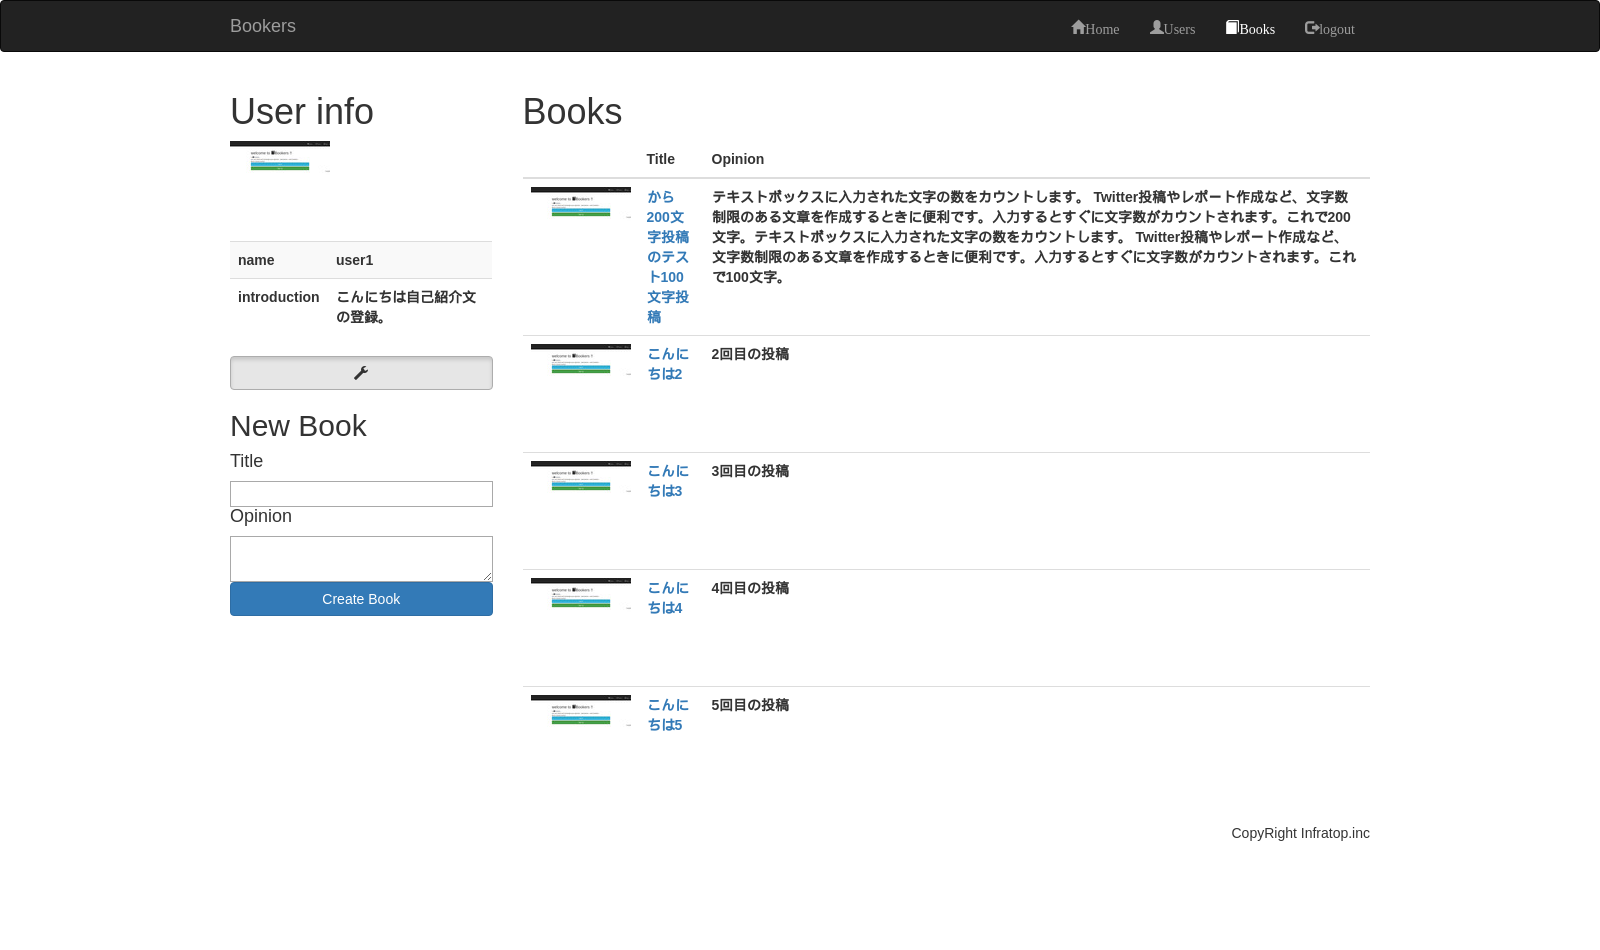 Bookers
Home
Users
Books
logout
User info
name user1
introduction こんにちは自己紹介文
の登録。
New Book
Title
Opinion
Create Book
Books
Title Opinion
から
200文
字投稿
のテス
ト100
文字投
稿
テキストボックスに入力された文字の数をカウントします。 Twitter投稿やレポート作成など、文字数
制限のある文章を作成するときに便利です。入力するとすぐに文字数がカウントされます。これで200
文字。テキストボックスに入力された文字の数をカウントします。 Twitter投稿やレポート作成など、
文字数制限のある文章を作成するときに便利です。入力するとすぐに文字数がカウントされます。これ
で100文字。
こんに
ちは2
2回目の投稿
こんに
ちは3
3回目の投稿
こんに
ちは4
4回目の投稿
こんに
ちは5
5回目の投稿
CopyRight Infratop.inc